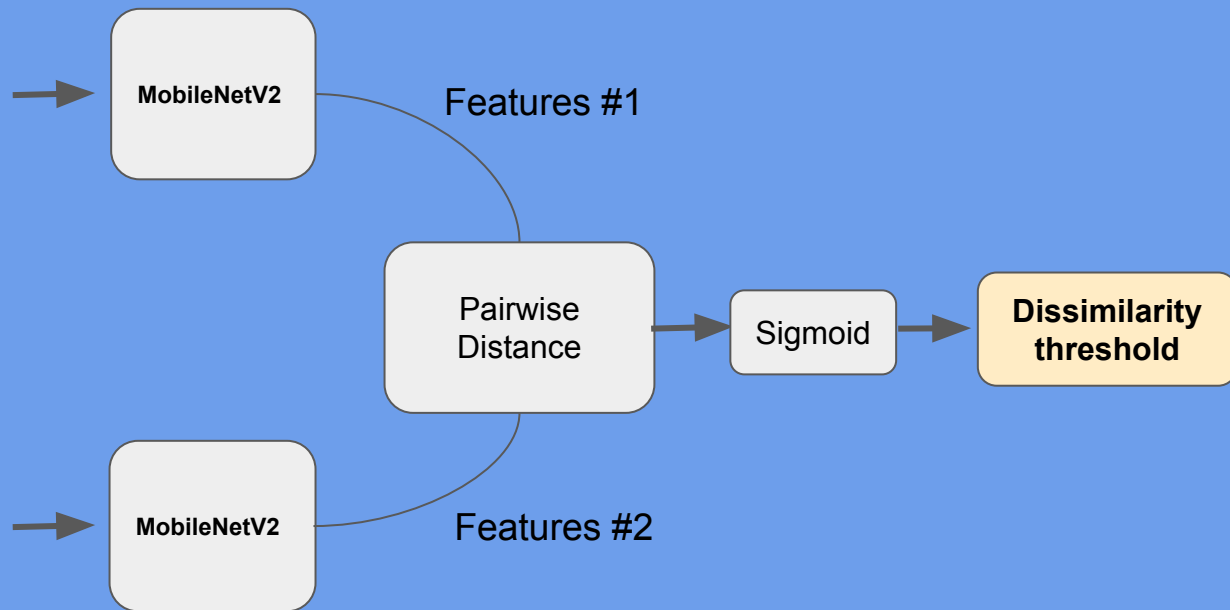 MobileNetV2
Features #1
Pairwise
Distance
Sigmoid
Dissimilarity
threshold
MobileNetV2
Features #2